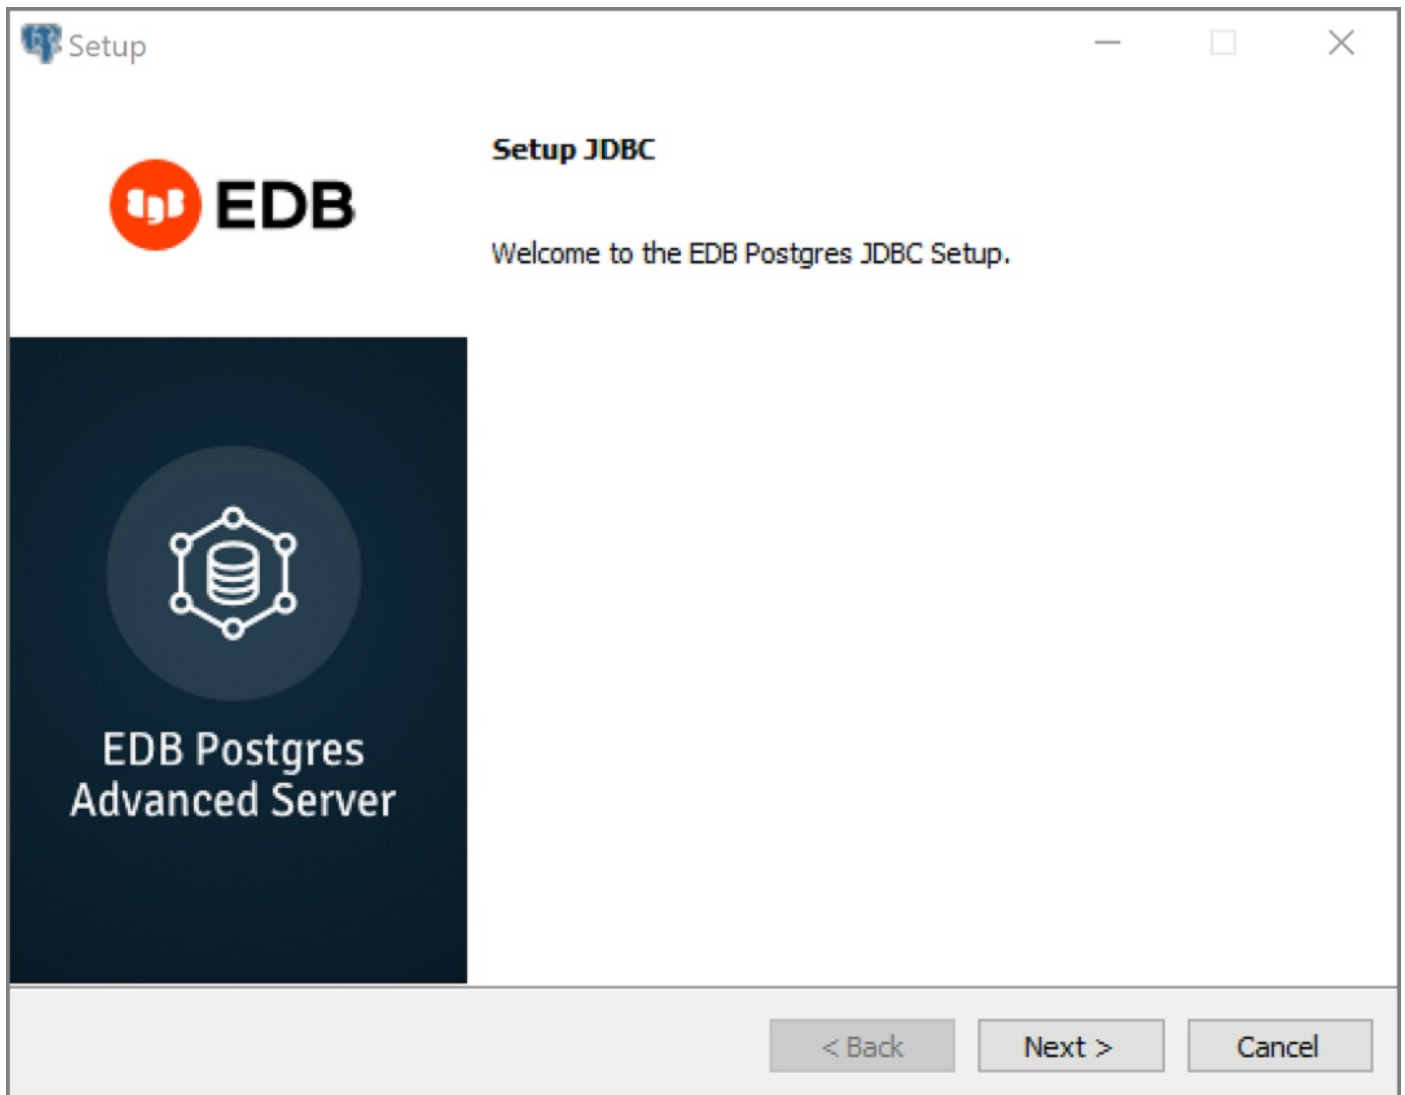 Setup
EDB
Setup JDBC
Welcome to the EDB Postgres JDBC Setup.
EDB Postgres
Advanced Server
< Back
Next >
Cancel